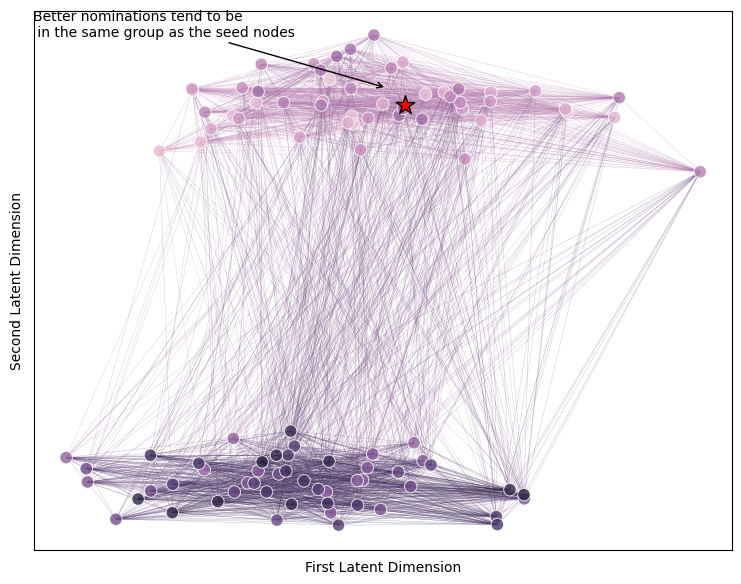 Better nominations tend to be
in the same group as the seed nodes
Second Latent Dimension
First Latent Dimension